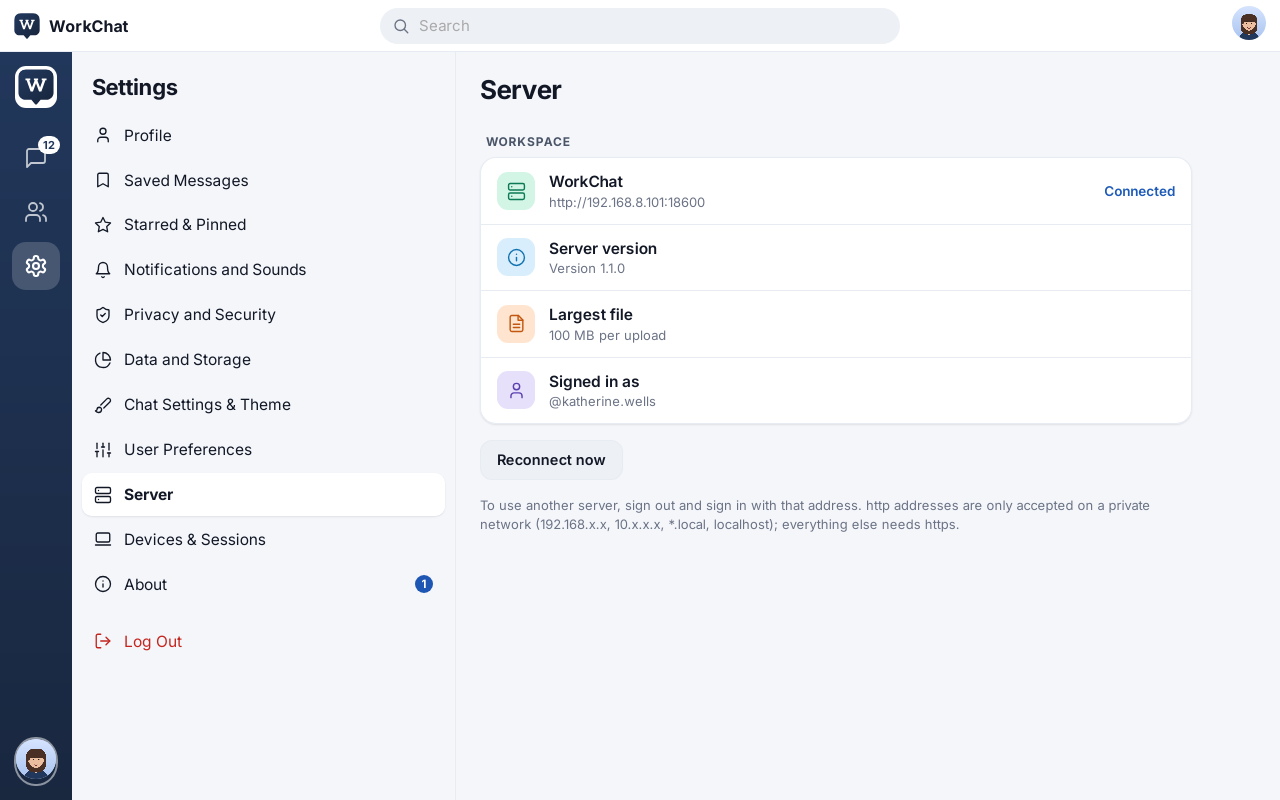 WorkChat
Search
12
Settings
Profile
Saved Messages
Starred & Pinned
Notifications and Sounds
Privacy and Security
Data and Storage
Chat Settings & Theme
User Preferences
Server
Devices & Sessions
About
1
Log Out
Server
WORKSPACE
WorkChat
http://192.168.8.101:18600
Connected
Server version
Version 1.1.0
Largest file
100 MB per upload
Signed in as
@katherine.wells
Reconnect now
To use another server, sign out and sign in with that address. http addresses are only accepted on a private
network (192.168.x.x, 10.x.x.x, *.local, localhost); everything else needs https.